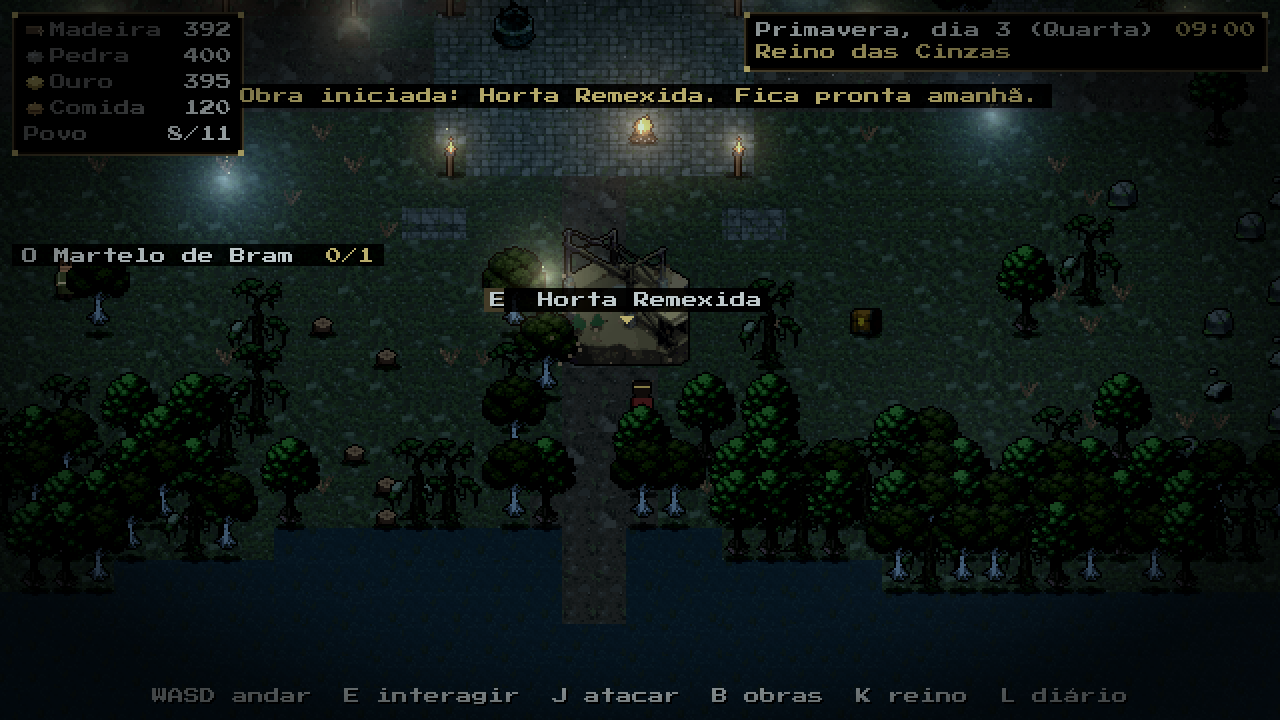 Madeira 392
Pedra 400
Ouro 395
Comida 120
Povo 8/11
Primavera, dia 3 (Quarta) 09:00
Reino das Cinzas
Obra iniciada: Horta Remexida. Fica pronta amanhã.
O Martelo de Bram 0/1
E Horta Remexida
WASD andar E interagir J atacar B obras K reino L diário